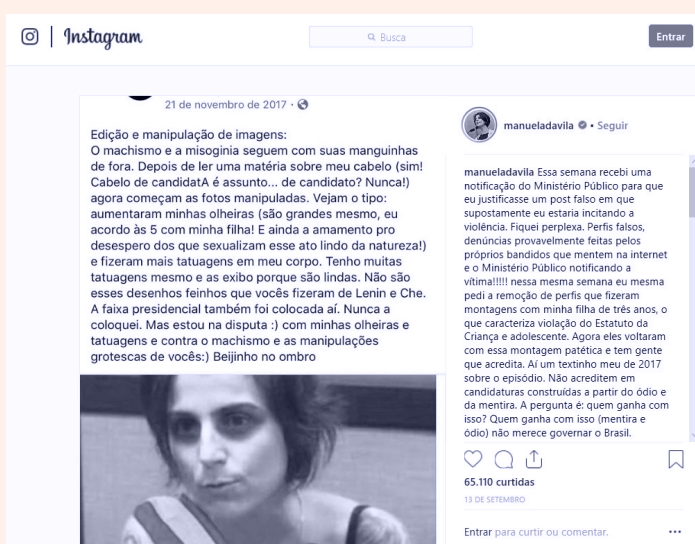 Instagram
Busca
Entrar
21 de novembro de 2017 ·
Edição e manipulação de imagens:
O machismo e a misoginia seguem com suas manguinhas
de fora. Depois de ler uma matéria sobre meu cabelo (sim!
Cabelo de candidatA é assunto... de candidato? Nunca!)
agora começam as fotos manipuladas. Vejam o tipo:
aumentaram minhas olheiras (são grandes mesmo, eu
acordo às 5 com minha filha! E ainda a amamento pro
desespero dos que sexualizam esse ato lindo da natureza!)
e fizeram mais tatuagens em meu corpo. Tenho muitas
tatuagens mesmo e as exibo porque são lindas. Não são
esses desenhos feinhos que vocês fizeram de Lenin e Che.
A faixa presidencial também foi colocada aí. Nunca a
coloquei. Mas estou na disputa :) com minhas olheiras e
tatuagens e contra o machismo e as manipulações
grotescas de vocês:) Beijinho no ombro
manueladavila • Seguir
manueladavila Essa semana recebi uma
notificação do Ministério Público para que
eu justificasse um post falso em que
supostamente eu estaria incitando a
violência. Fiquei perplexa. Perfis falsos,
denúncias provavelmente feitas pelos
próprios bandidos que mentem na internet
e o Ministério Público notificando a
vítima!!!!! nessa mesma semana eu mesma
pedi a remoção de perfis que fizeram
montagens com minha filha de três anos, o
que caracteriza violação do Estatuto da
Criança e adolescente. Agora eles voltaram
com essa montagem patética e tem gente
que acredita. Aí um textinho meu de 2017
sobre o episódio. Não acreditem em
candidaturas construídas a partir do ódio e
da mentira. A pergunta é: quem ganha com
isso? Quem ganha com isso (mentira e
ódio) não merece governar o Brasil.
65.110 curtidas
13 DE SETEMBRO
Entrar para curtir ou comentar.